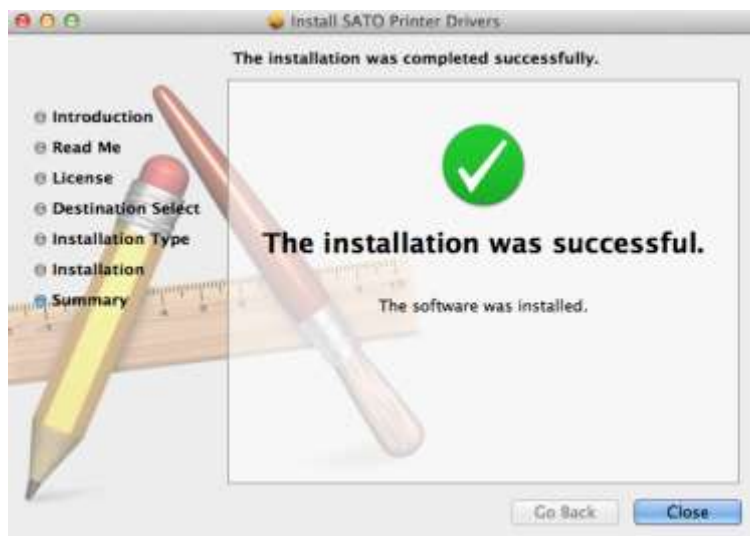 Install SATO Printer Drivers
The installation was completed successfully.
Introduction
Read Me
License
Destination Select
Installation Type
Installation
Summary
The installation was successful.
The software was installed.
Go Back
Close